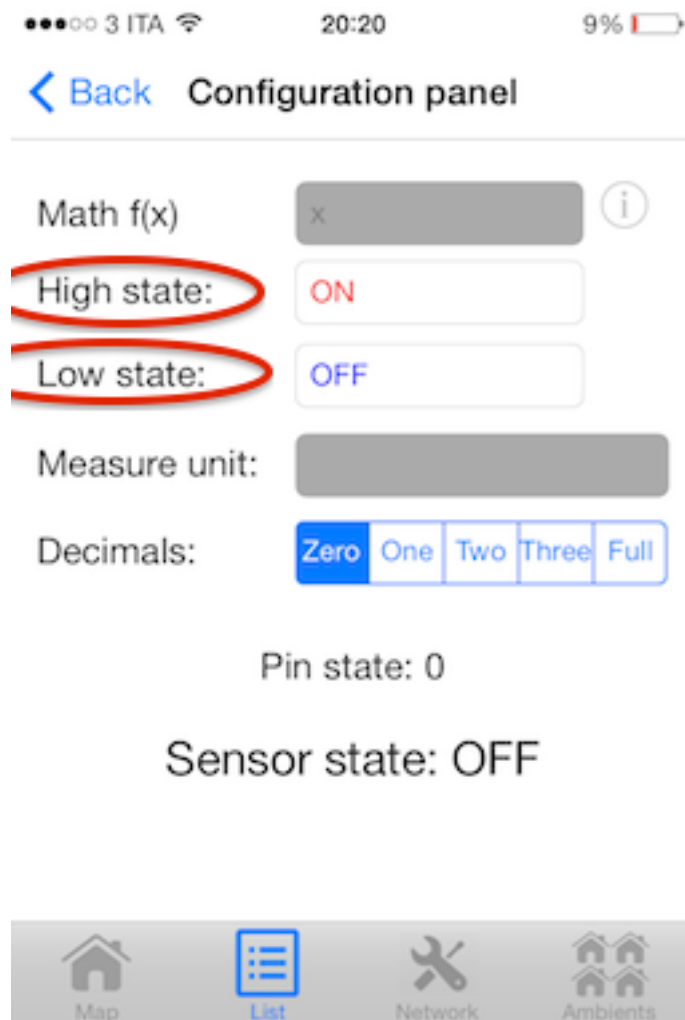 3 ITA 20:20 9%
Back Configuration panel
Math f(x) x
High state: ON
Low state: OFF
Measure unit:
Decimals: Zero One Two Three Full
Pin state: 0
Sensor state: OFF
Map List Network Ambients